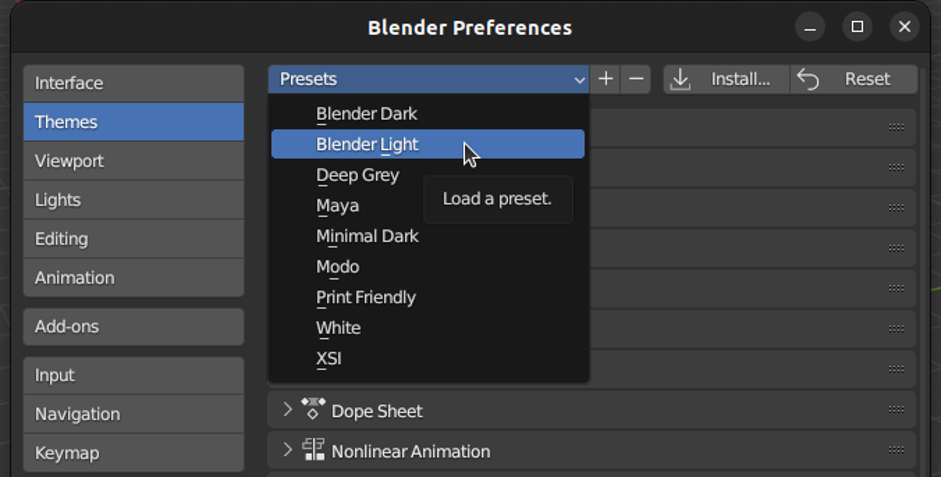 Blender Preferences
Interface
Themes
Viewport
Lights
Editing
Animation
Add-ons
Input
Navigation
Keymap
Presets
Install...
Reset
Blender Dark
Blender Light
Deep Grey
Load a preset.
Maya
Minimal Dark
Modo
Print Friendly
White
XSI
Dope Sheet
Nonlinear Animation